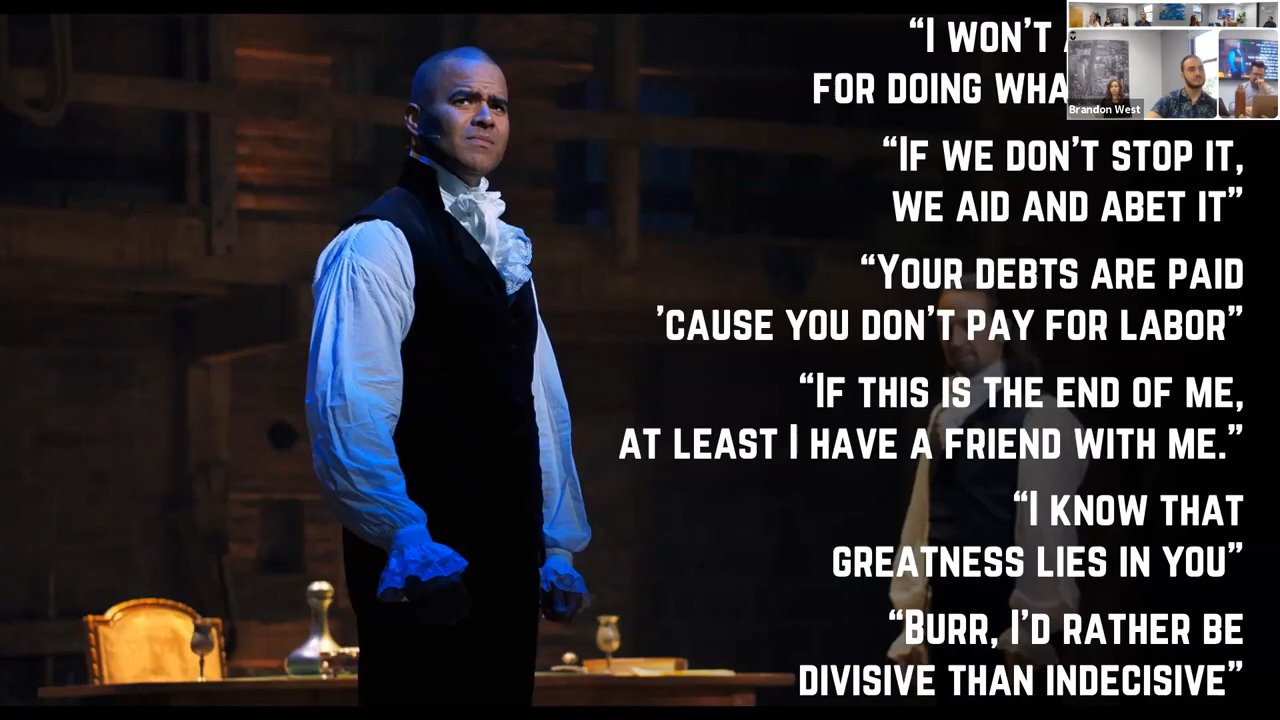 “I WON’T
FOR DOING WHA
“IF WE DON’T STOP IT,
WE AID AND ABET IT”
“YOUR DEBTS ARE PAID
’CAUSE YOU DON’T PAY FOR LABOR”
“IF THIS IS THE END OF ME,
AT LEAST I HAVE A FRIEND WITH ME.”
“I KNOW THAT
GREATNESS LIES IN YOU”
“BURR, I’D RATHER BE
DIVISIVE THAN INDECISIVE”
Brandon West